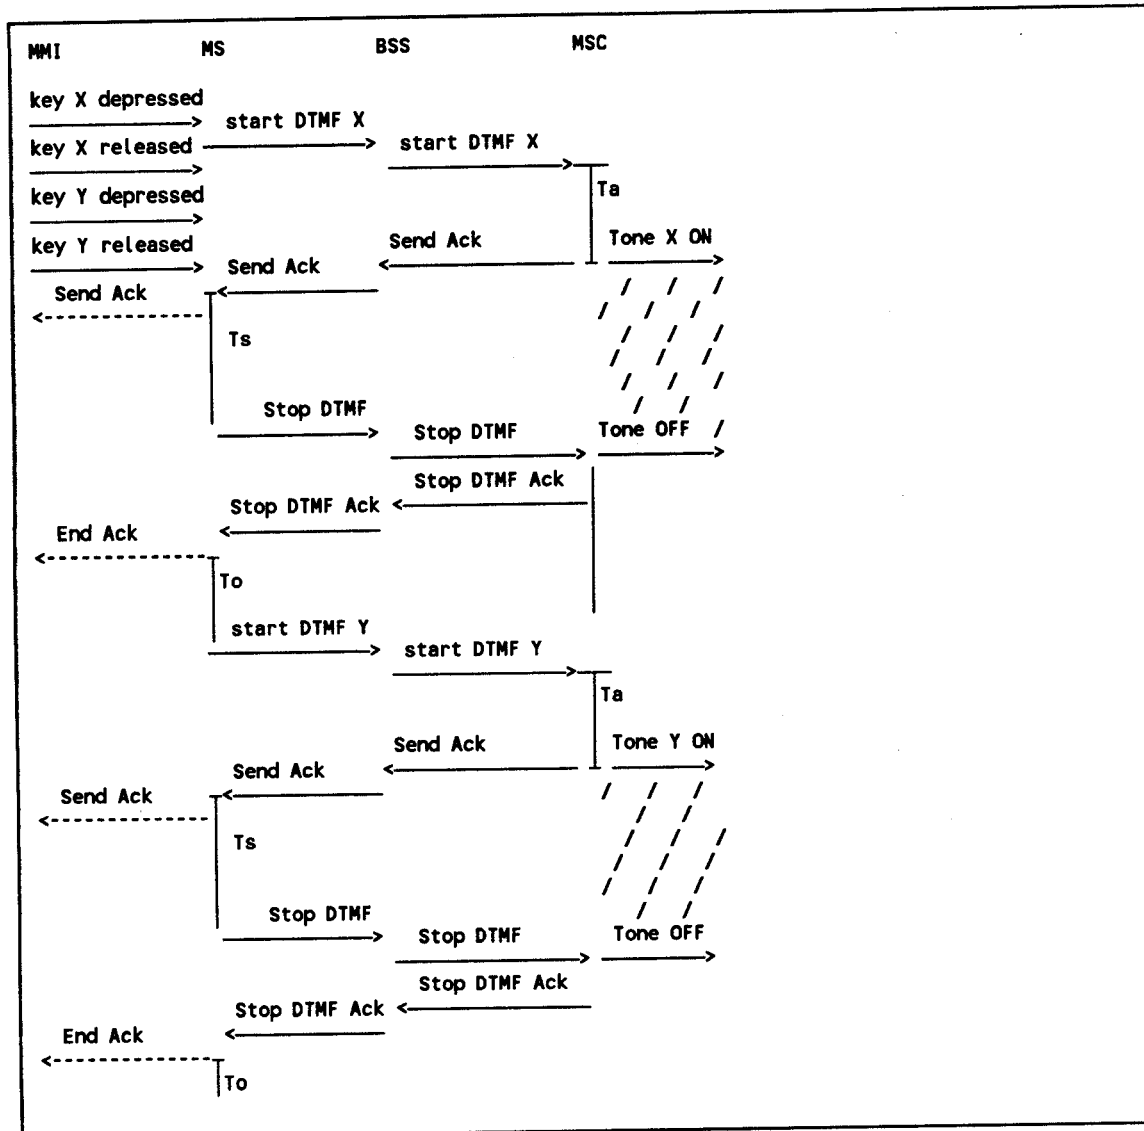 MMI MS BSS MSC
key X depressed
start DTMF X
key X released
start DTMF X
key Y depressed
Ta
key Y released
Send Ack
Tone X ON
Send Ack
Send Ack
Ts
Stop DTMF
Stop DTMF
Tone OFF
Stop DTMF Ack
Stop DTMF Ack
End Ack
To
start DTMF Y
start DTMF Y
Ta
Send Ack
Tone Y ON
Send Ack
Send Ack
Ts
Stop DTMF
Stop DTMF
Tone OFF
Stop DTMF Ack
Stop DTMF Ack
End Ack
To